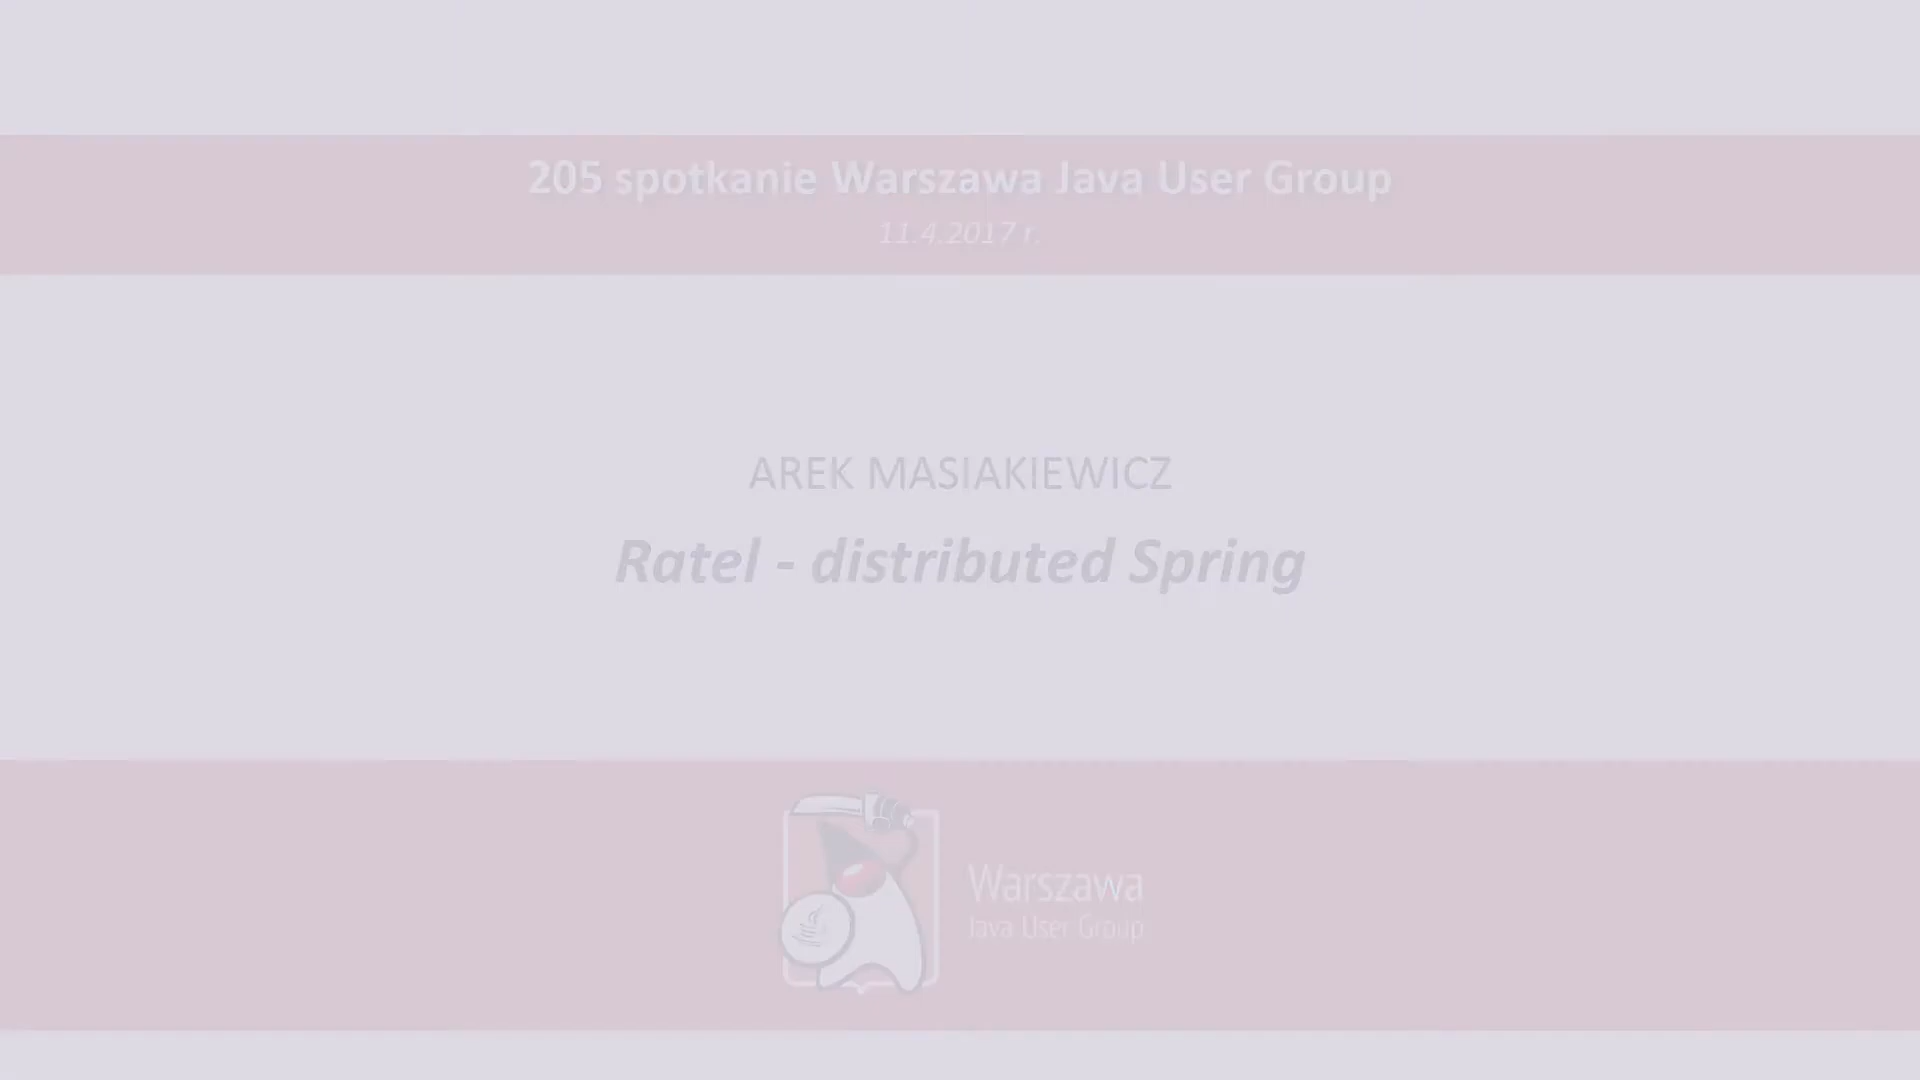 205 spotkanie Warszawa Java User Group
11.4.2017 r.
AREK MASIAKIEWICZ
Ratel - distributed Spring
Warszawa
Java User Group